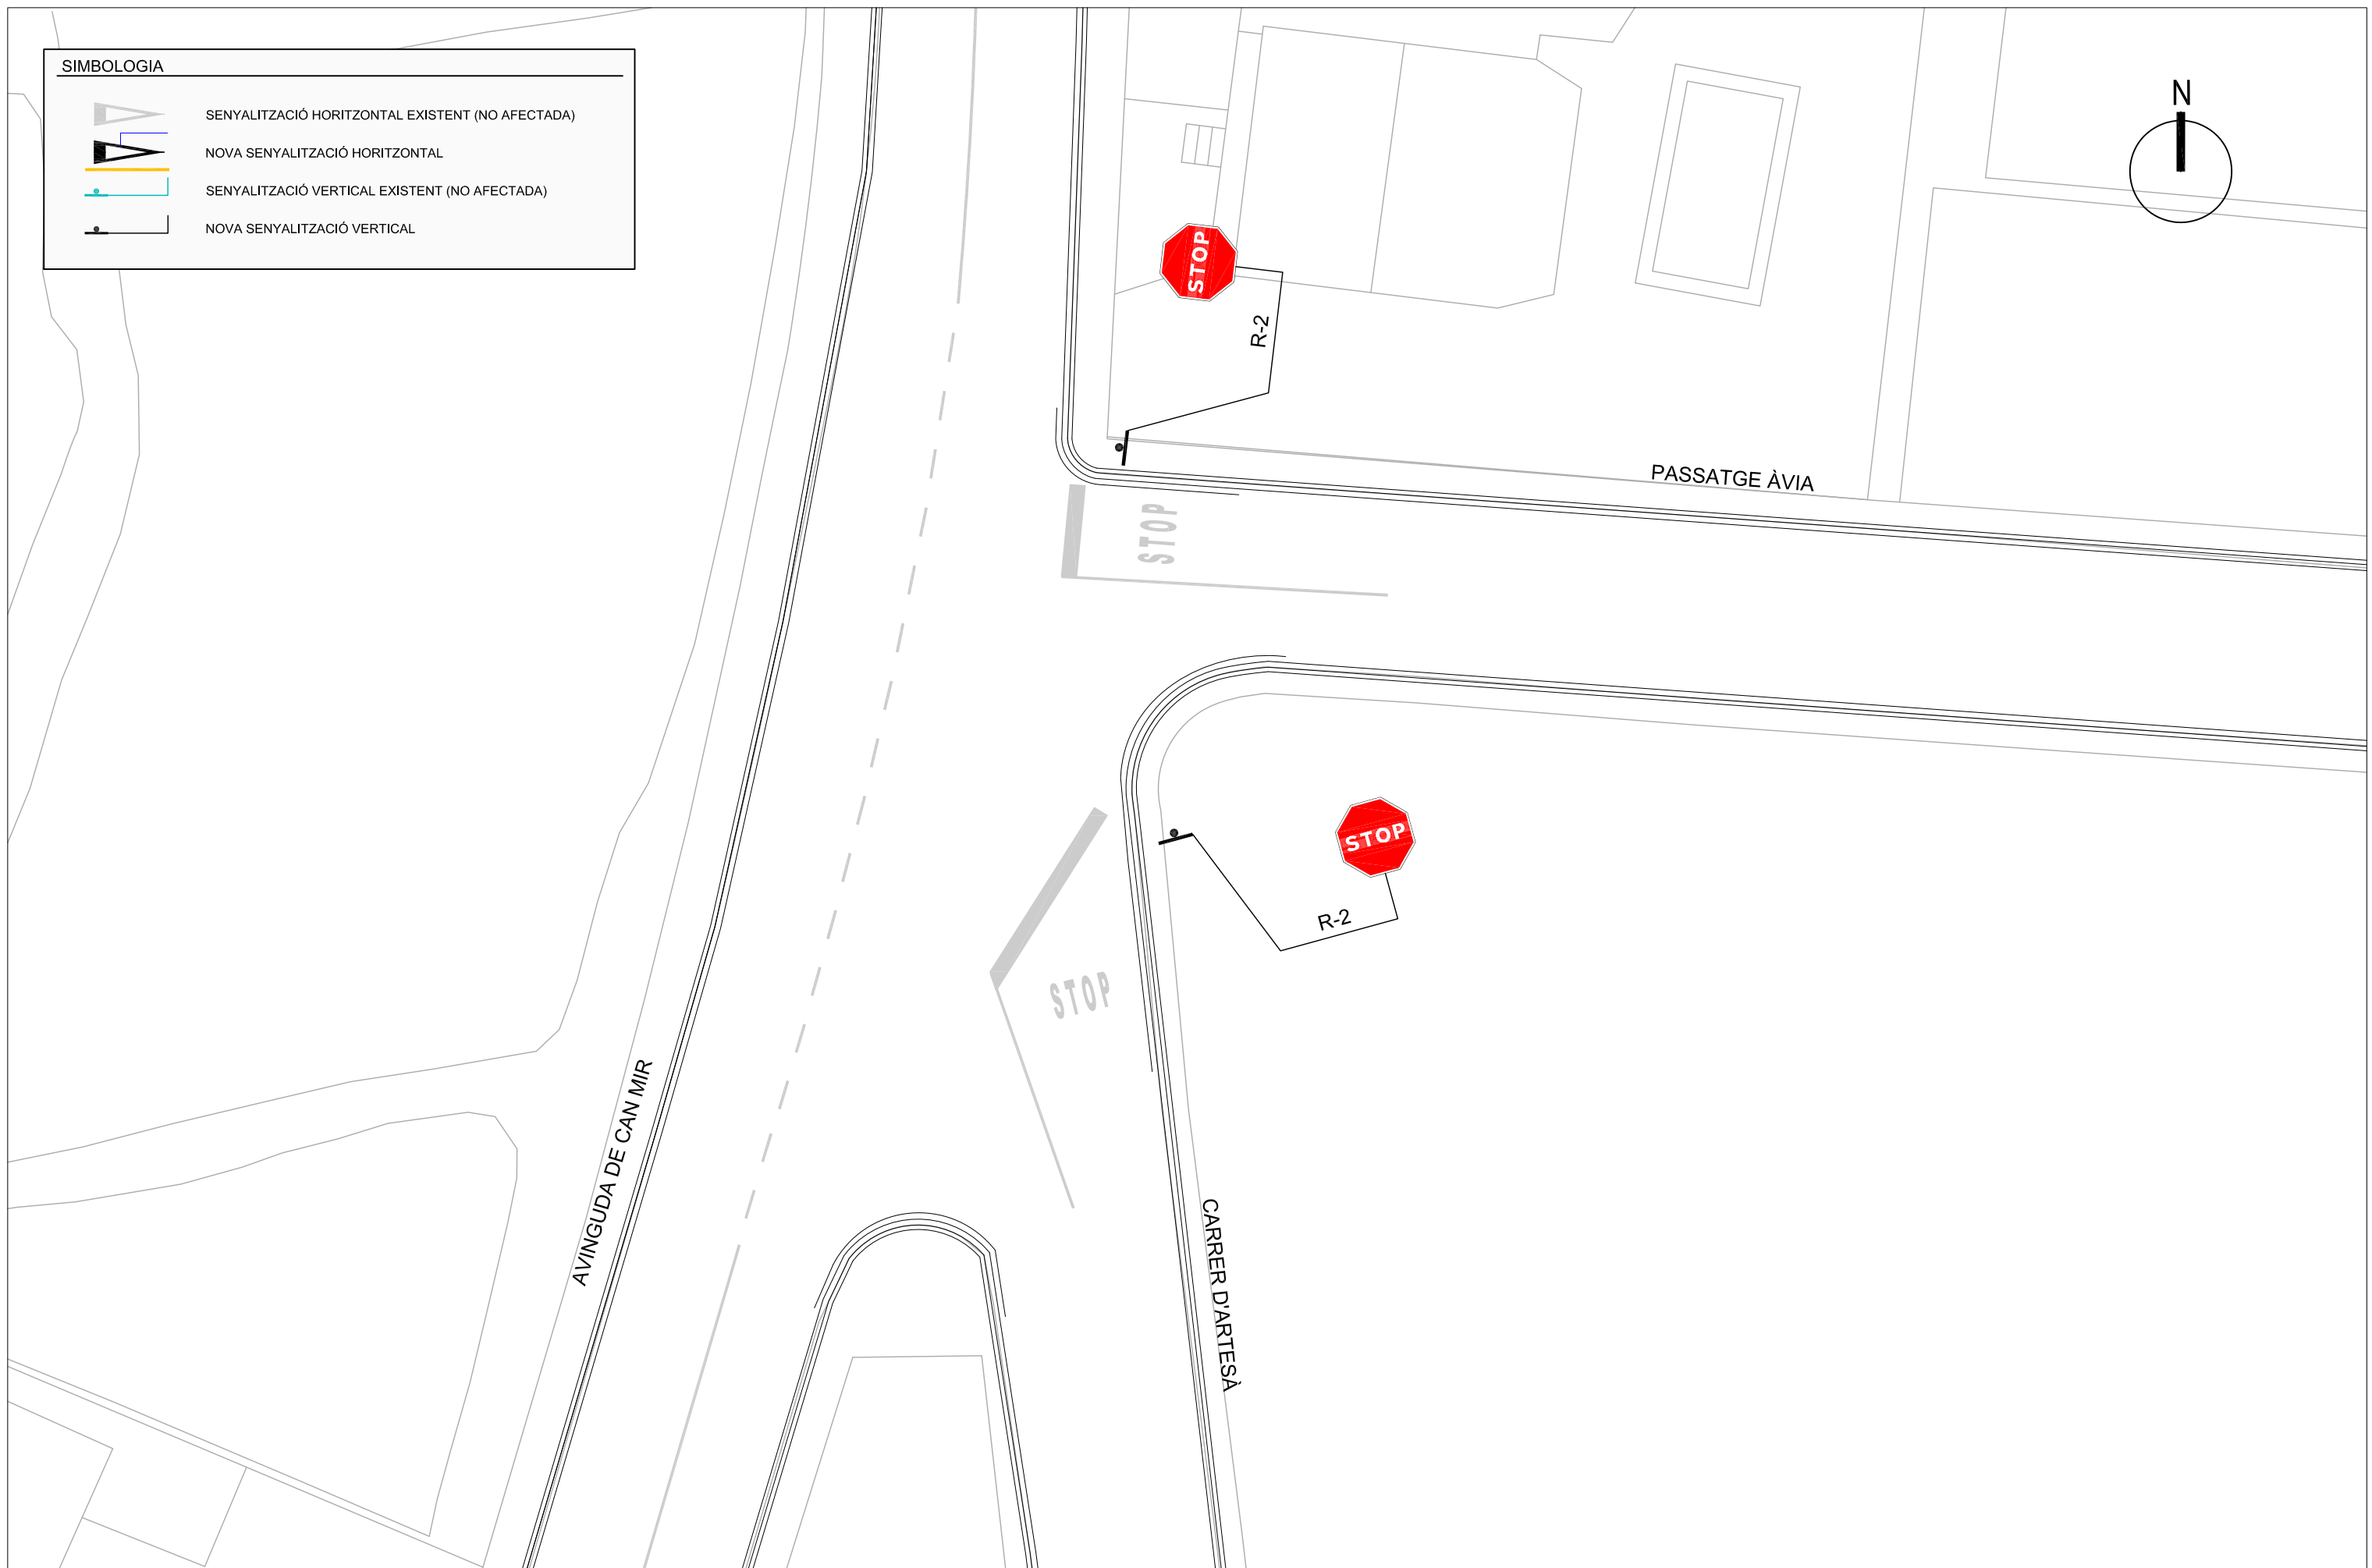 SIMBOLOGIA
SENYALITZACIÓ HORITZONTAL EXISTENT (NO AFECTADA)
NOVA SENYALITZACIÓ HORITZONTAL
SENYALITZACIÓ VERTICAL EXISTENT (NO AFECTADA)
NOVA SENYALITZACIÓ VERTICAL
N
STOP
R-2
PASSATGE ÀVIA
STOP
STOP
R-2
STOP
AVINGUDA DE CAN MIR
CARRER D'ARTESÀ